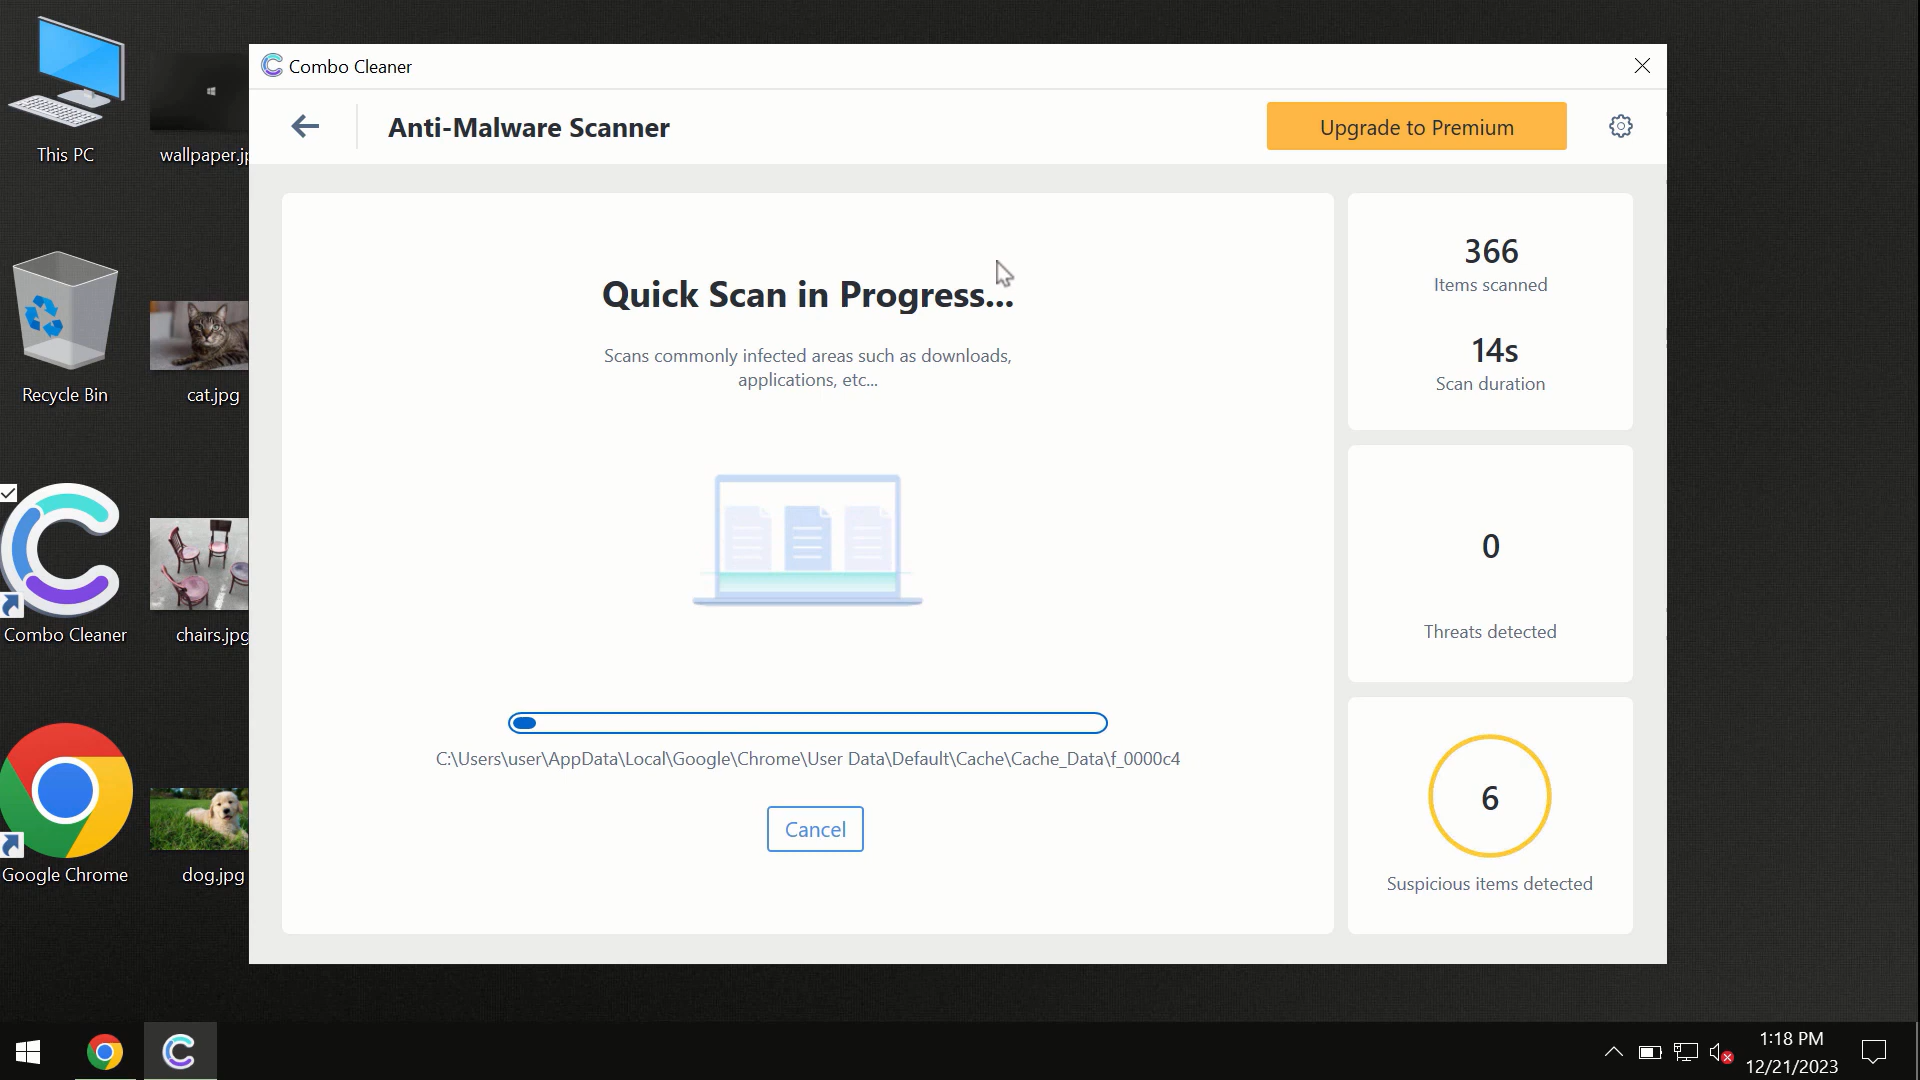 This PC
wallpaper.jp
Recycle Bin
cat.jpg
Combo Cleaner
chairs.jpg
Google Chrome
dog.jpg
Combo Cleaner
Anti-Malware Scanner
Upgrade to Premium
Quick Scan in Progress...
Scans commonly infected areas such as downloads,
applications, etc...
C:\Users\user\AppData\Local\Google\Chrome\User Data\Default\Cache\Cache_Data\f_0000c4
Cancel
366
Items scanned
14s
Scan duration
0
Threats detected
6
Suspicious items detected
1:18 PM
12/21/2023